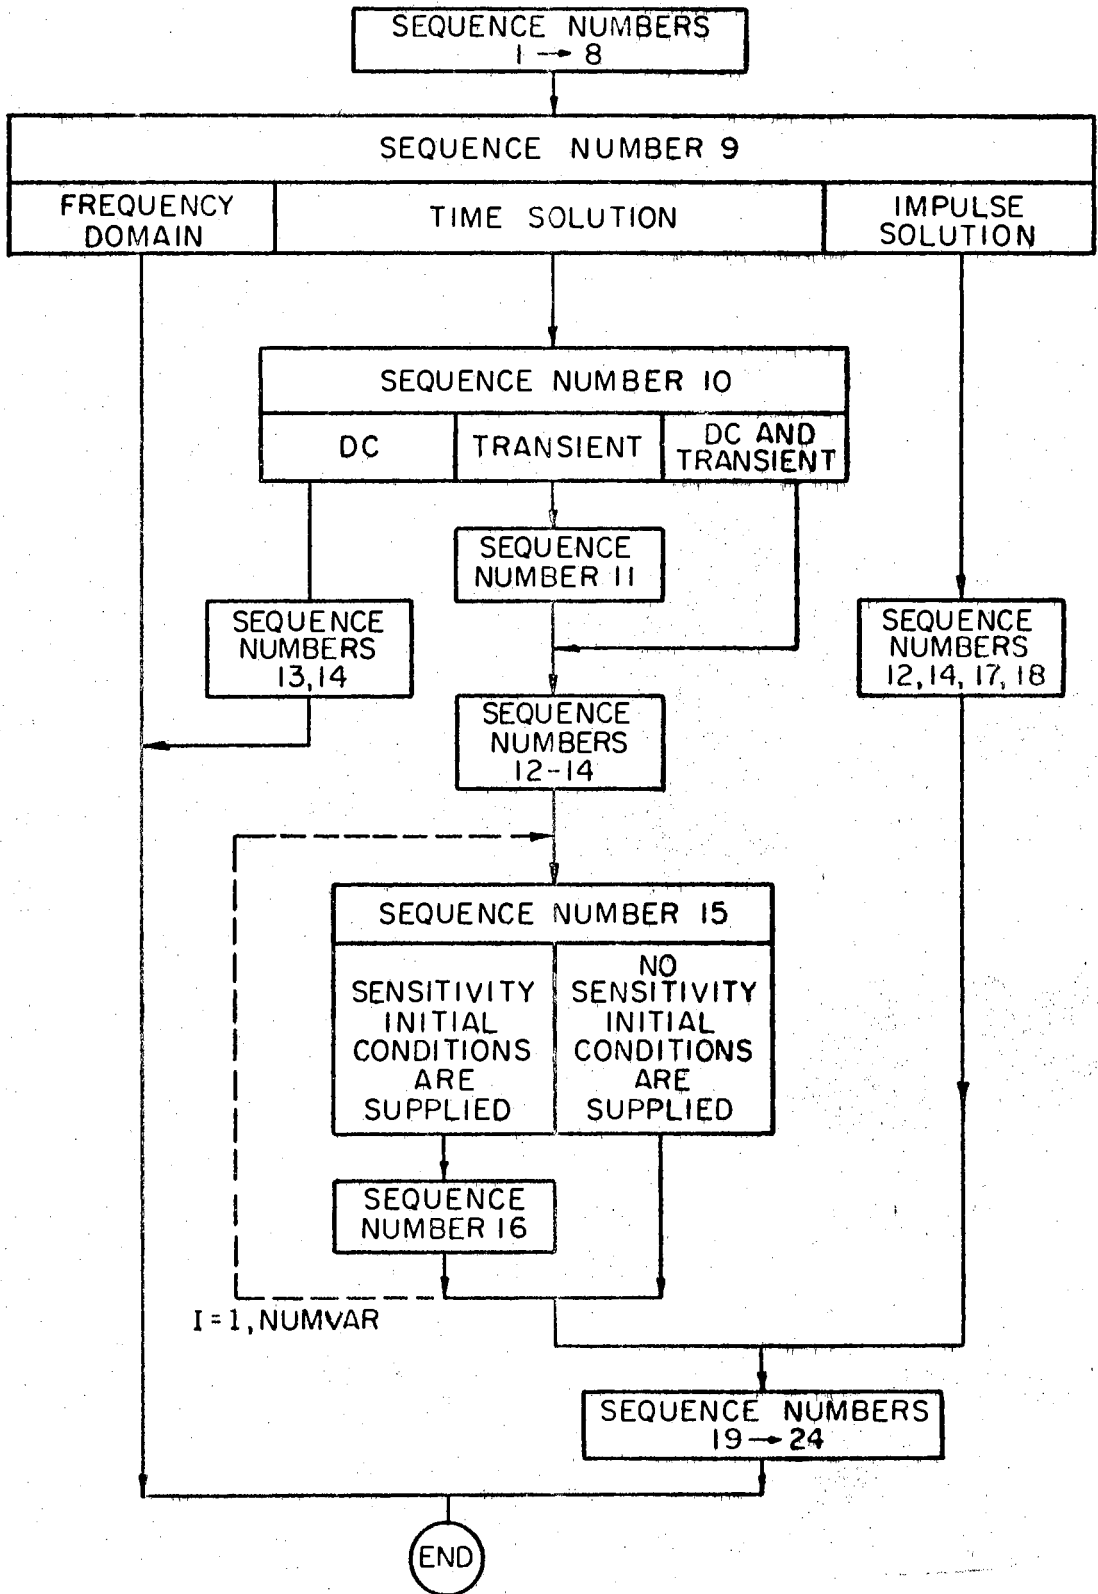 SEQUENCE NUMBERS
1 → 8
SEQUENCE NUMBER 9
FREQUENCY
DOMAIN
TIME SOLUTION
IMPULSE
SOLUTION
SEQUENCE NUMBER 10
DC
TRANSIENT
DC AND
TRANSIENT
SEQUENCE
NUMBER 11
SEQUENCE
NUMBERS
13,14
SEQUENCE
NUMBERS
12,14,17,18
SEQUENCE
NUMBERS
12-14
SEQUENCE NUMBER 15
SENSITIVITY
INITIAL
CONDITIONS
ARE
SUPPLIED
NO
SENSITIVITY
INITIAL
CONDITIONS
ARE
SUPPLIED
SEQUENCE
NUMBER 16
I=1,NUMVAR
SEQUENCE NUMBERS
19 → 24
END